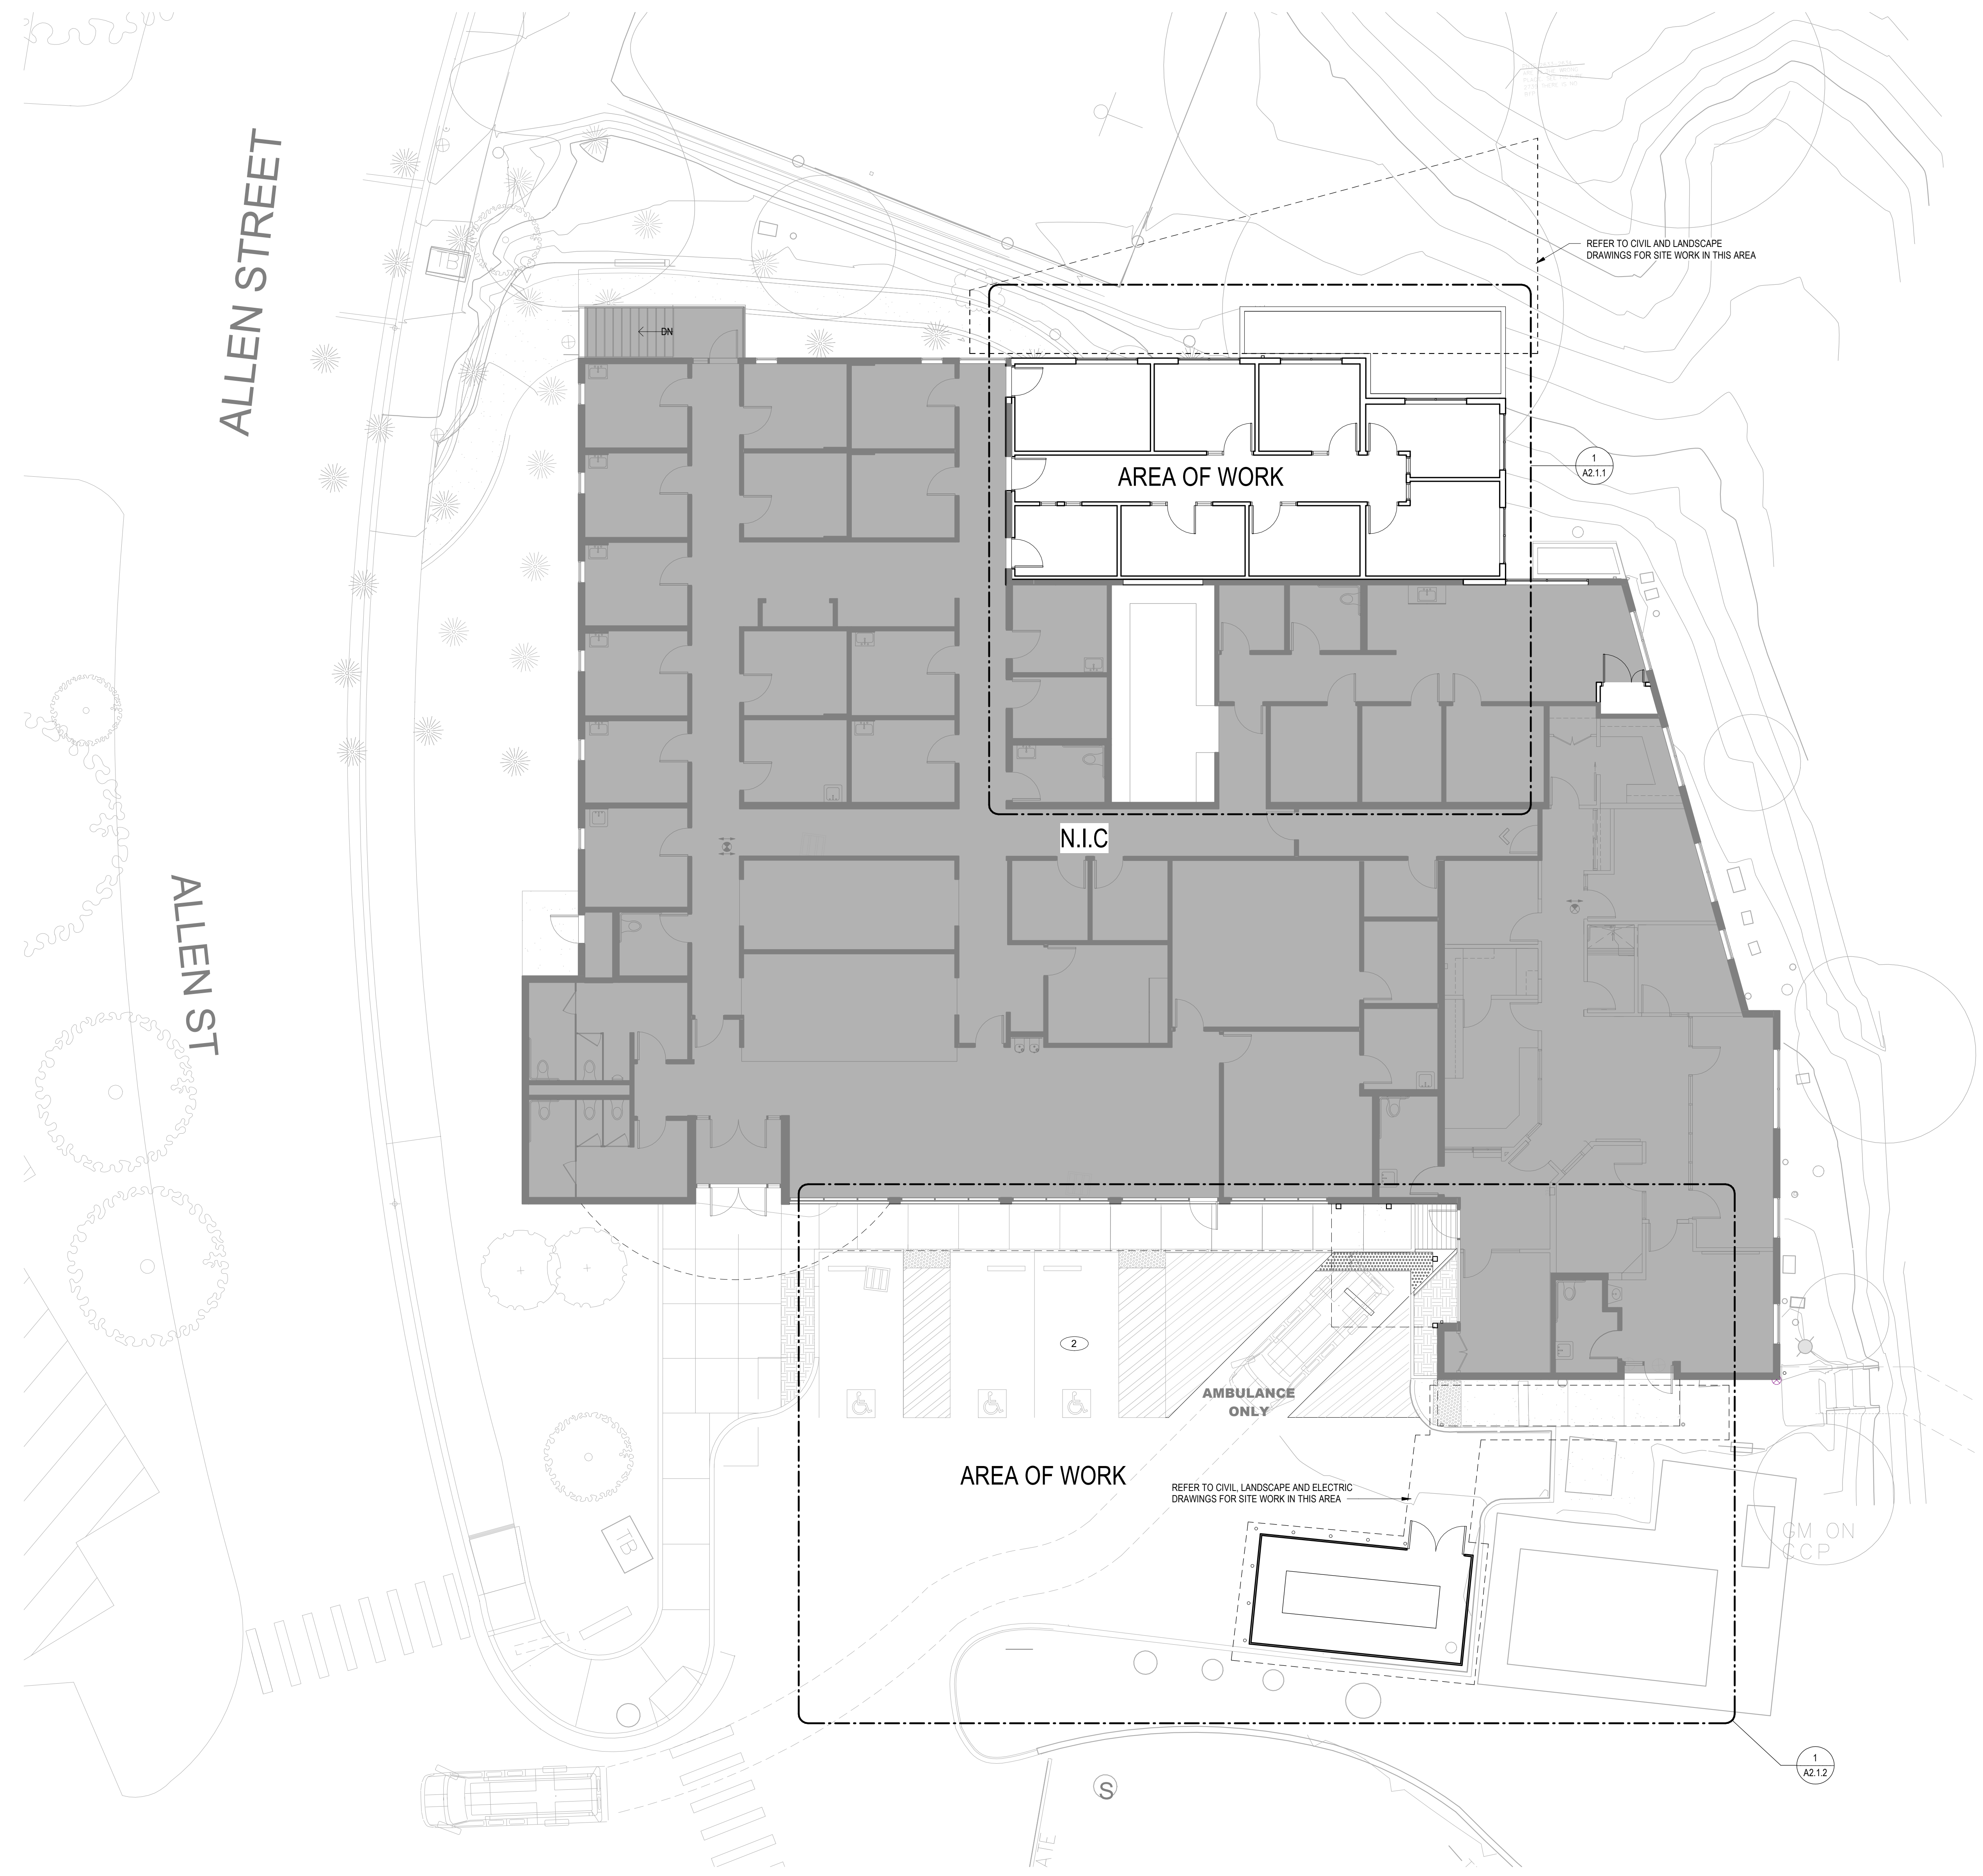 ALLEN STREET
TB
REFER TO CIVIL AND LANDSCAPE
DRAWINGS FOR SITE WORK IN THIS AREA
DN
AREA OF WORK
1
A2.1.1
N.I.C
ALLEN ST
2
AMBULANCE
ONLY
AREA OF WORK
REFER TO CIVIL, LANDSCAPE AND ELECTRIC
DRAWINGS FOR SITE WORK IN THIS AREA
TB
GM ON
CCP
1
A2.1.2
S